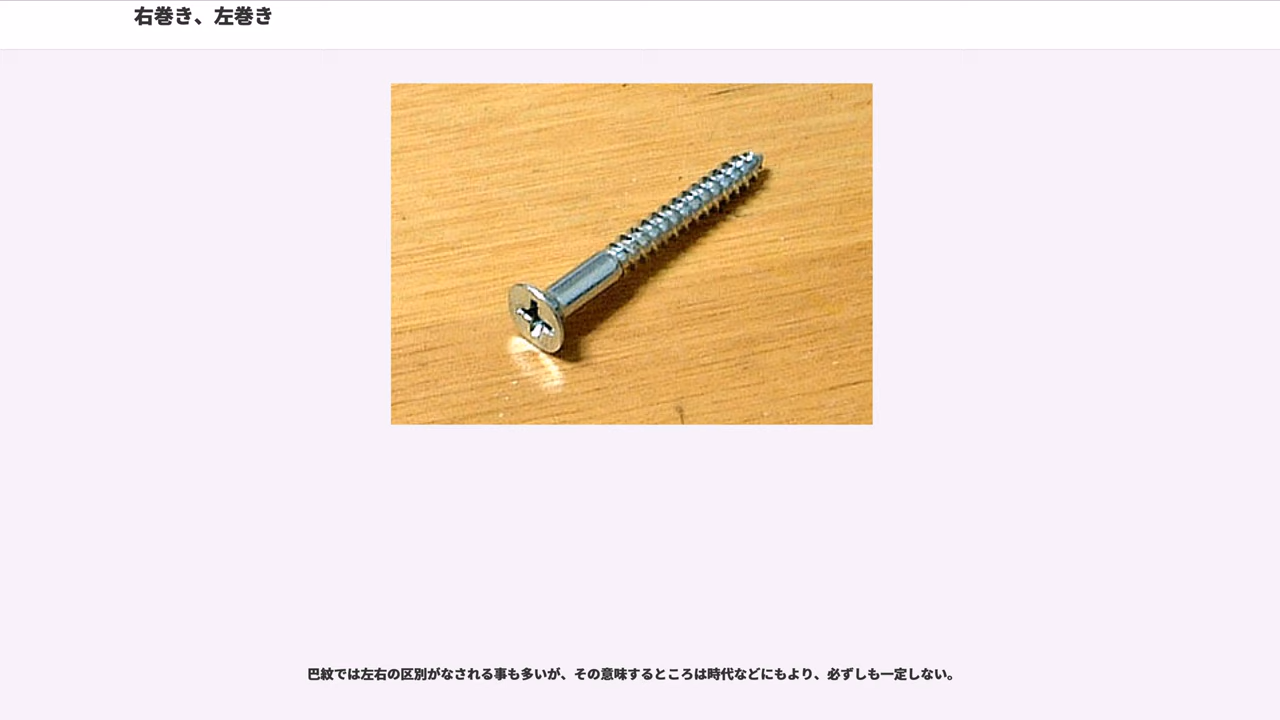 右巻き、左巻き
巴紋では左右の区別がなされる事も多いが、その意味するところは時代などにもより、必ずしも一定しない。